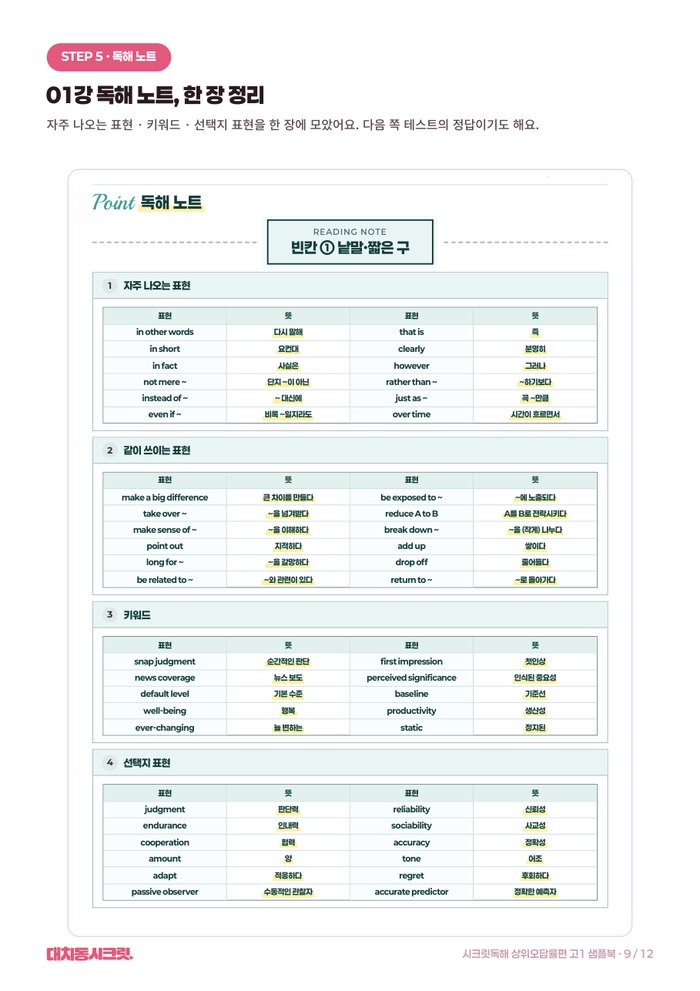 STEP 5 · 독해 노트
01강 독해 노트, 한 장 정리
자주 나오는 표현 · 키워드 · 선택지 표현을 한 장에 모았어요. 다음 쪽 테스트의 정답이기도 해요.
Point 독해 노트
READING NOTE
빈칸 ① 낱말·짧은 구
1 자주 나오는 표현
표현 뜻 표현 뜻
in other words 다시 말해 that is 즉
in short 요컨대 clearly 분명히
in fact 사실은 however 그러나
not mere ~ 단지 ~이 아닌 rather than ~ ~하기보다
instead of ~ ~ 대신에 just as ~ 꼭 ~만큼
even if ~ 비록 ~일지라도 over time 시간이 흐르면서
2 같이 쓰이는 표현
표현 뜻 표현 뜻
make a big difference 큰 차이를 만들다 be exposed to ~ ~에 노출되다
take over ~ ~을 넘겨받다 reduce A to B A를 B로 전락시키다
make sense of ~ ~을 이해하다 break down ~ ~을 (작게) 나누다
point out 지적하다 add up 쌓이다
long for ~ ~을 갈망하다 drop off 줄어들다
be related to ~ ~와 관련이 있다 return to ~ ~로 돌아가다
3 키워드
표현 뜻 표현 뜻
snap judgment 순간적인 판단 first impression 첫인상
news coverage 뉴스 보도 perceived significance 인식된 중요성
default level 기본 수준 baseline 기준선
well-being 행복 productivity 생산성
ever-changing 늘 변하는 static 정지된
4 선택지 표현
표현 뜻 표현 뜻
judgment 판단력 reliability 신뢰성
endurance 인내력 sociability 사교성
cooperation 협력 accuracy 정확성
amount 양 tone 어조
adapt 적응하다 regret 후회하다
passive observer 수동적인 관찰자 accurate predictor 정확한 예측자
대치동시크릿.
시크릿독해 상위오답률편 고1 샘플북 · 9 / 12